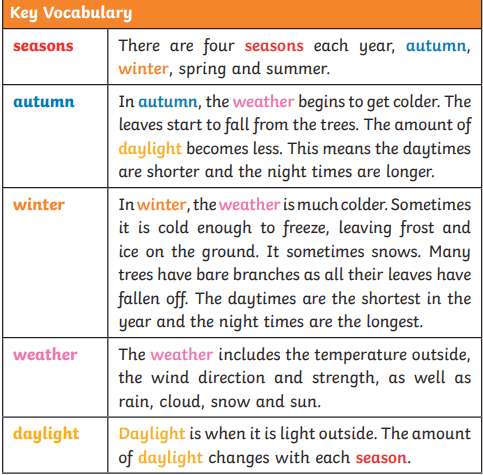 Key Vocabulary
seasons
There are four seasons each year, autumn,
winter, spring and summer.
autumn
In autumn, the weather begins to get colder. The
leaves start to fall from the trees. The amount of
daylight becomes less. This means the daytimes
are shorter and the night times are longer.
winter
In winter, the weather is much colder. Sometimes
it is cold enough to freeze, leaving frost and
ice on the ground. It sometimes snows. Many
trees have bare branches as all their leaves have
fallen off. The daytimes are the shortest in the
year and the night times are the longest.
weather
The weather includes the temperature outside,
the wind direction and strength, as well as
rain, cloud, snow and sun.
daylight
Daylight is when it is light outside. The amount
of daylight changes with each season.